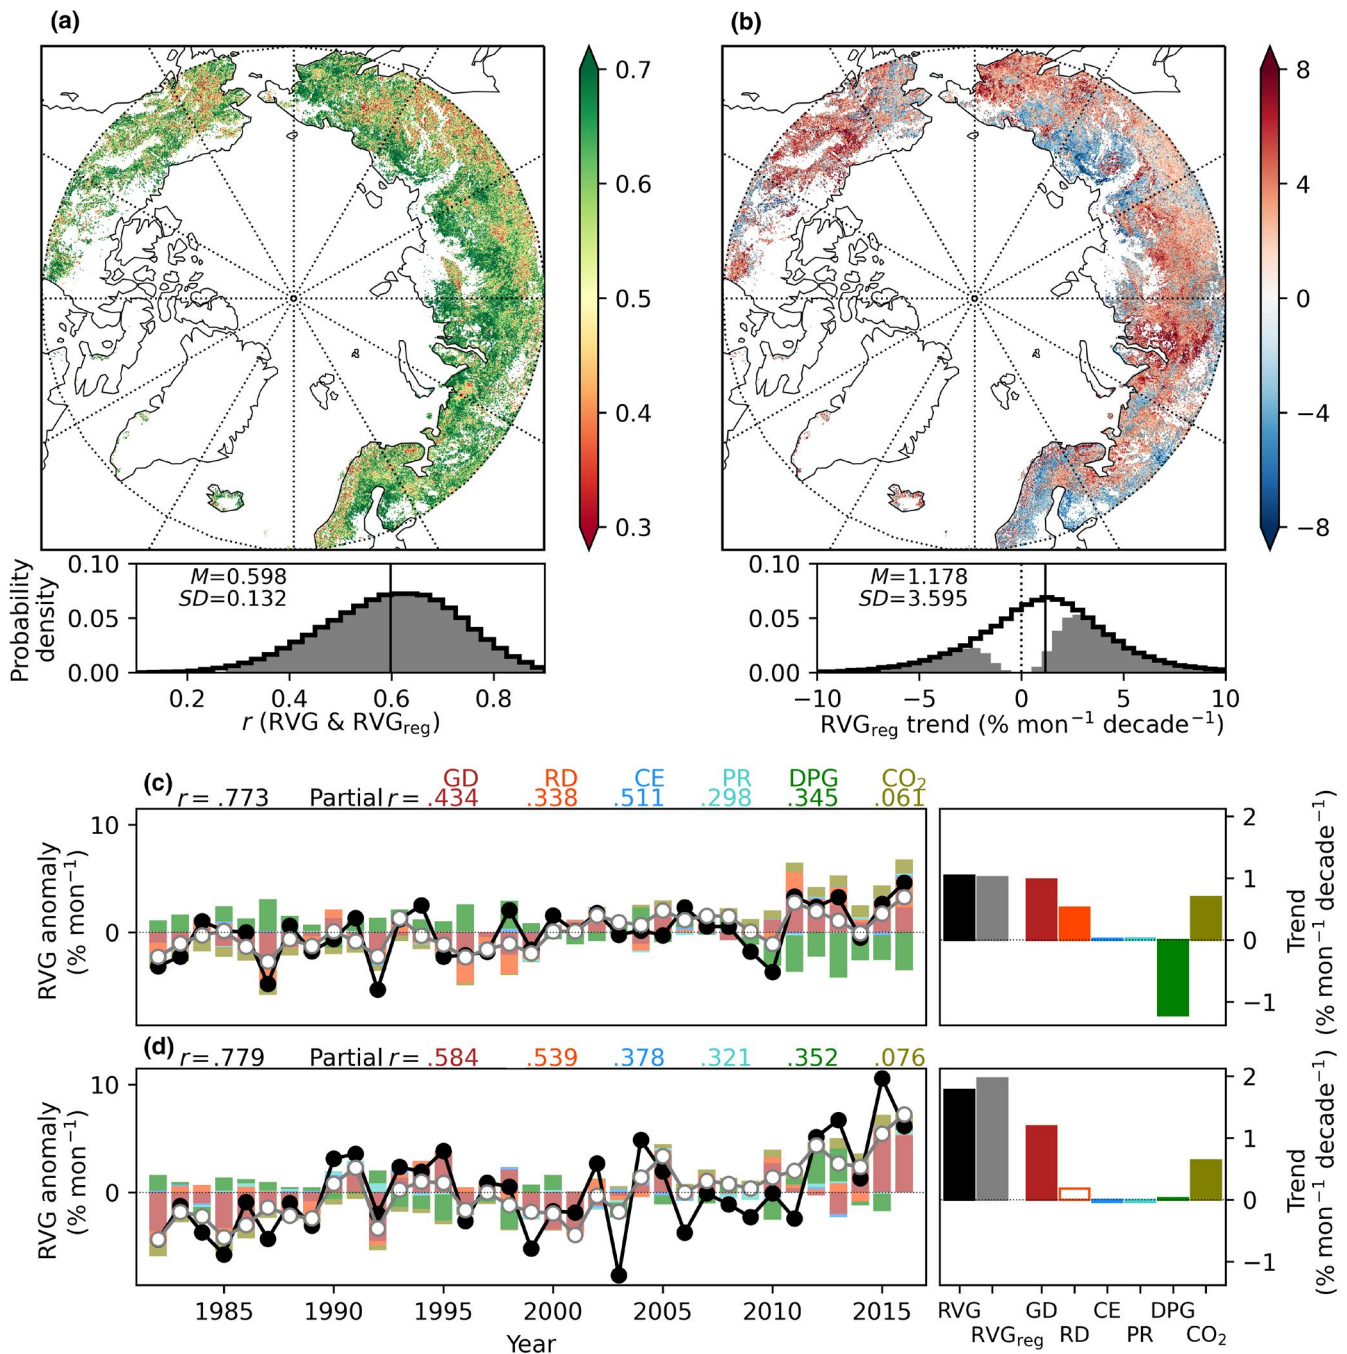 (a)
0.7
0.6
0.5
0.4
0.3
(b)
8
4
0
−4
−8
Probability density
0.10
0.05
0.00
M=0.598
SD=0.132
0.2 0.4 0.6 0.8
r (RVG & RVGreg)
0.10
0.05
0.00
M=1.178
SD=3.595
−10 −5 0 5 10
RVGreg trend (% mon⁻¹ decade⁻¹)
(c)
GD RD CE PR DPG CO₂
r = .773 Partial r = .434 .338 .511 .298 .345 .061
RVG anomaly
(% mon⁻¹)
10
0
2
1
0
−1
Trend
(% mon⁻¹ decade⁻¹)
(d)
r = .779 Partial r = .584 .539 .378 .321 .352 .076
RVG anomaly
(% mon⁻¹)
10
0
1985 1990 1995 2000 2005 2010 2015
Year
2
1
0
−1
Trend
(% mon⁻¹ decade⁻¹)
RVG GD CE DPG
RVGreg RD PR CO₂